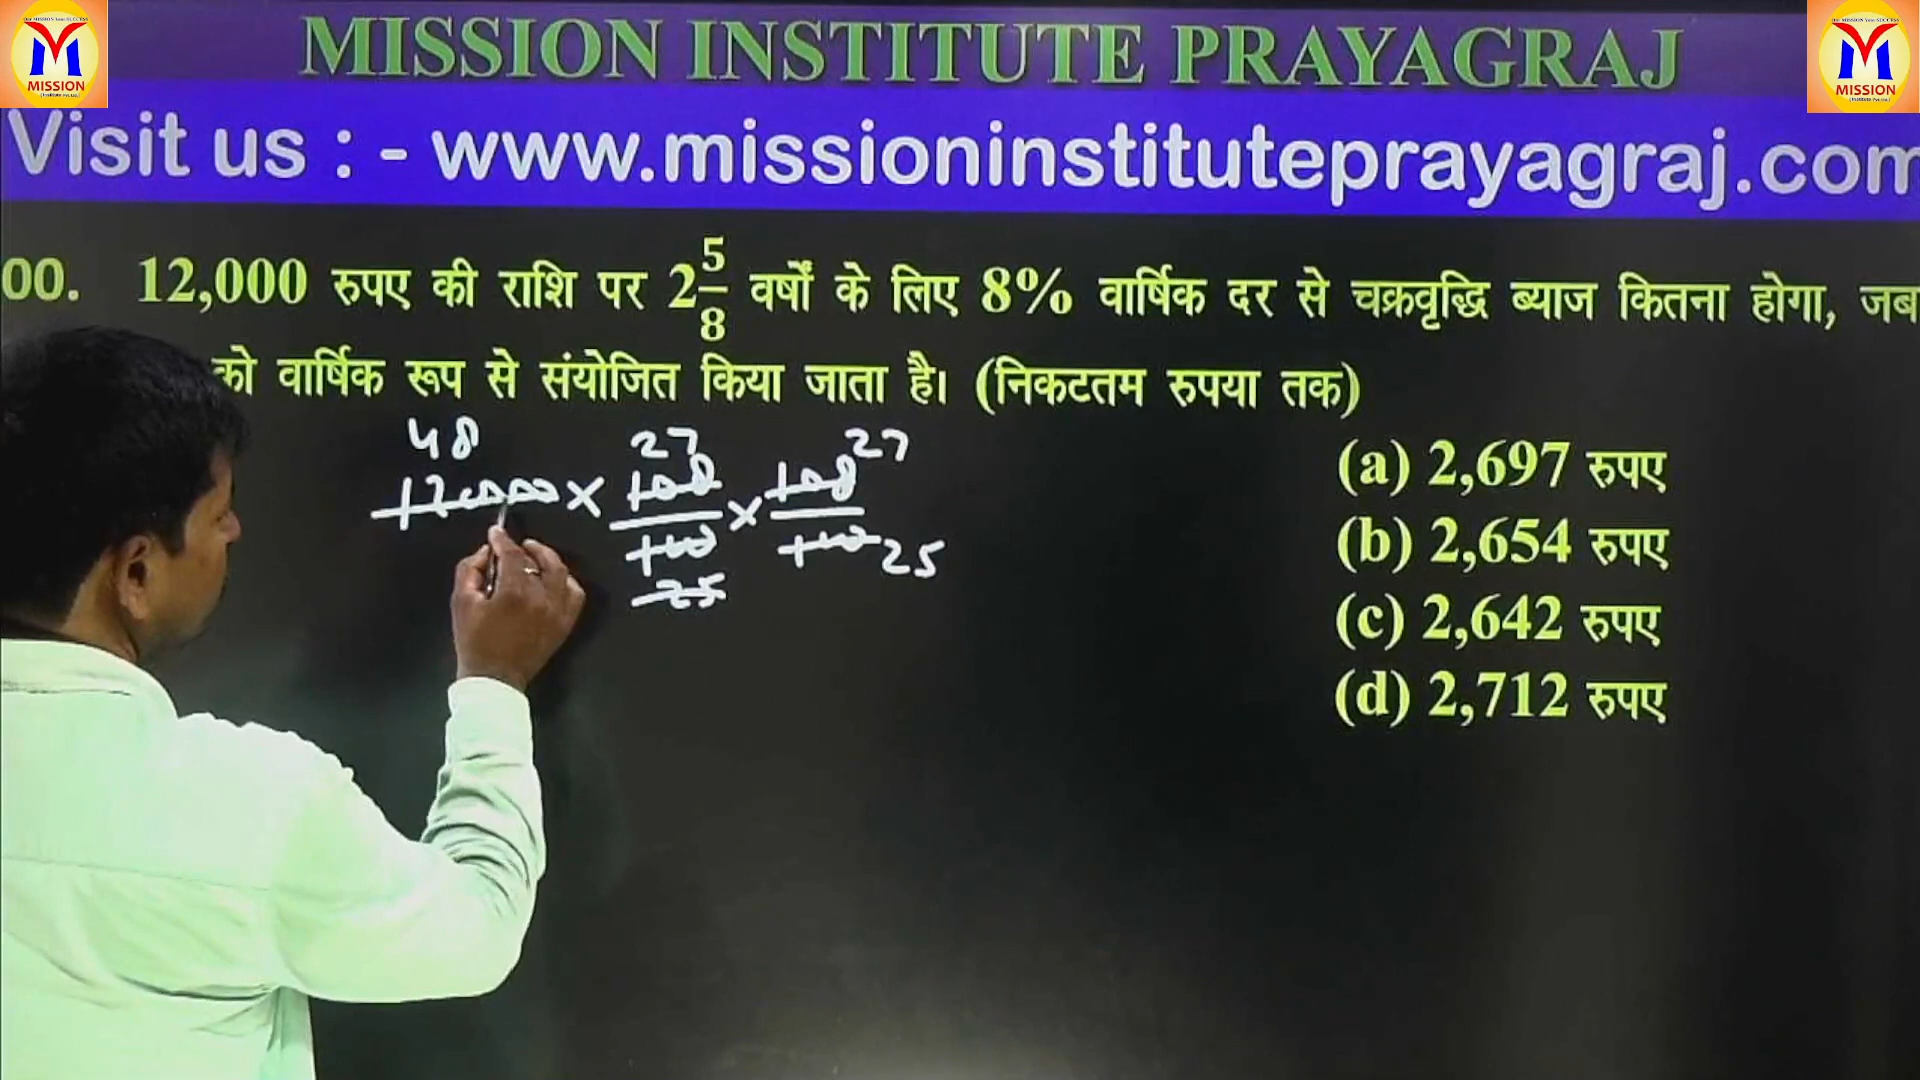 MISSION INSTITUTE PRAYAGRAJ
Visit us : - www.missioninstituteprayagraj.com
MISSION
MISSION
00. 12,000 रुपए की राशि पर 2 5/8 वर्षों के लिए 8% वार्षिक दर से चक्रवृद्धि ब्याज कितना होगा, जब
को वार्षिक रूप से संयोजित किया जाता है। (निकटतम रुपया तक)
(a) 2,697 रुपए
(b) 2,654 रुपए
(c) 2,642 रुपए
(d) 2,712 रुपए
48 27 27
12000 × 108/100 × 108/100
25 25